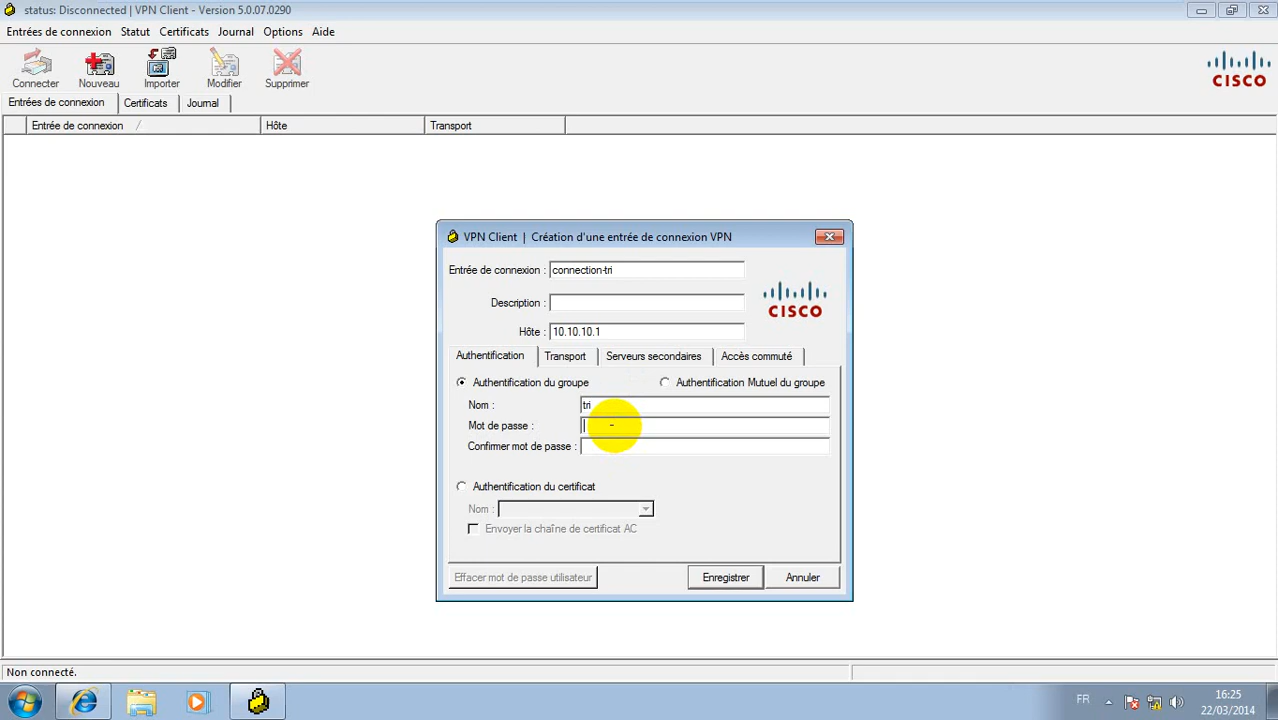 status: Disconnected | VPN Client - Version 5.0.07.0290
Entrées de connexion Statut Certificats Journal Options Aide
Connecter Nouveau Importer Modifier Supprimer
CISCO
Entrées de connexion Certificats Journal
Entrée de connexion / Hôte Transport
VPN Client | Création d'une entrée de connexion VPN
Entrée de connexion : connection-tri
Description :
CISCO
Hôte : 10.10.10.1
Authentification Transport Serveurs secondaires Accès commuté
Authentification du groupe Authentification Mutuel du groupe
Nom : tri
Mot de passe :
Confirmer mot de passe :
Authentification du certificat
Nom :
Envoyer la chaîne de certificat AC
Effacer mot de passe utilisateur Enregistrer Annuler
Non connecté.
FR 16:25
22/03/2014